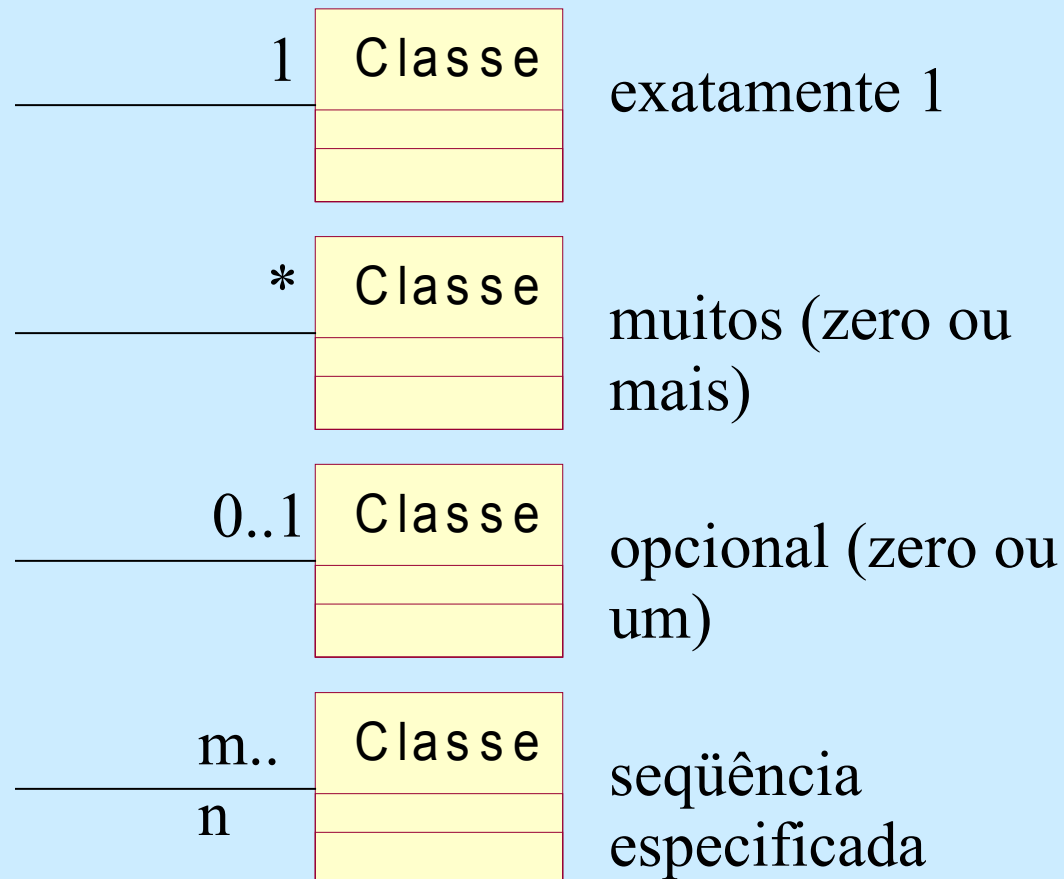 1
Classe
exatamente 1
*
Classe
muitos (zero ou
mais)
0..1
Classe
opcional (zero ou
um)
m..
n
Classe
seqüência
especificada